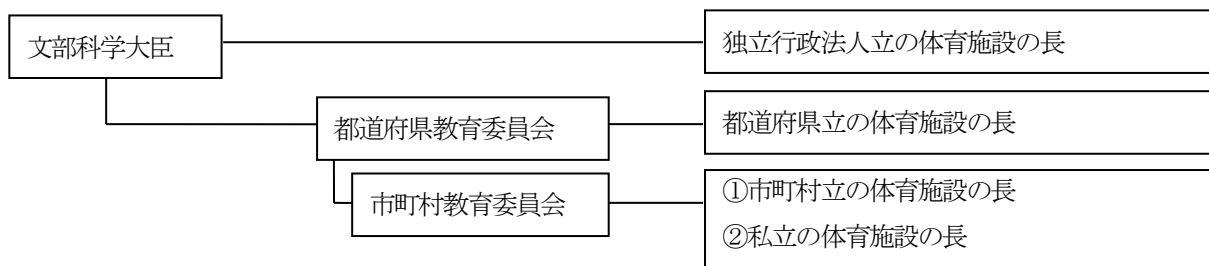 文部科学大臣
独立行政法人立の体育施設の長
都道府県教育委員会
都道府県立の体育施設の長
市町村教育委員会
①市町村立の体育施設の長
②私立の体育施設の長